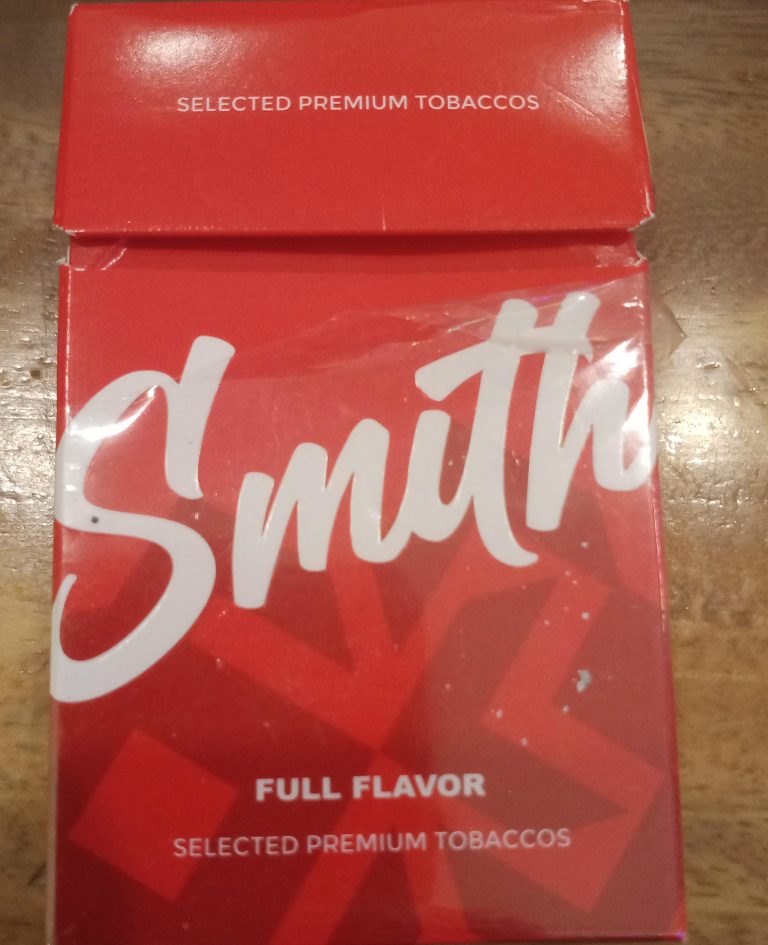 SELECTED PREMIUM TOBACCOS
Smith
FULL FLAVOR
SELECTED PREMIUM TOBACCOS